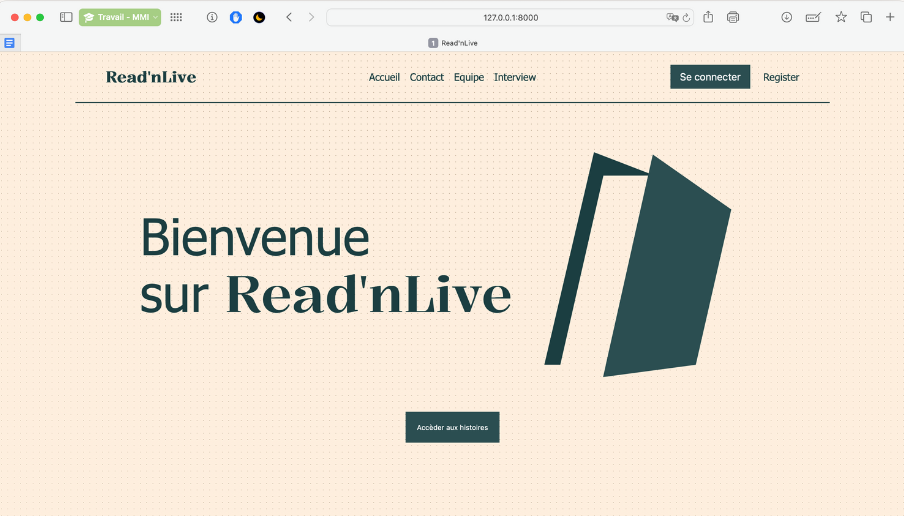 Travail – MMI
127.0.0.1:8000
1 Read'nLive
Read'nLive
Accueil Contact Equipe Interview
Se connecter
Register
Bienvenue
sur Read'nLive
Accèder aux histoires